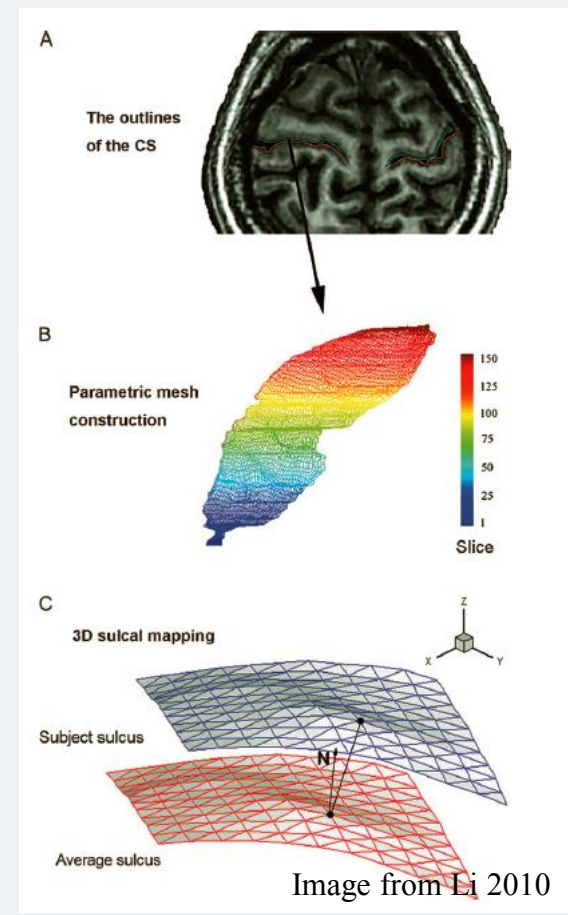 A
The outlines
of the CS
B
Parametric mesh
construction
150
125
100
75
50
25
1
Slice
C
3D sulcal mapping
Z
X
Y
Subject sulcus
N
Average sulcus
Image from Li 2010